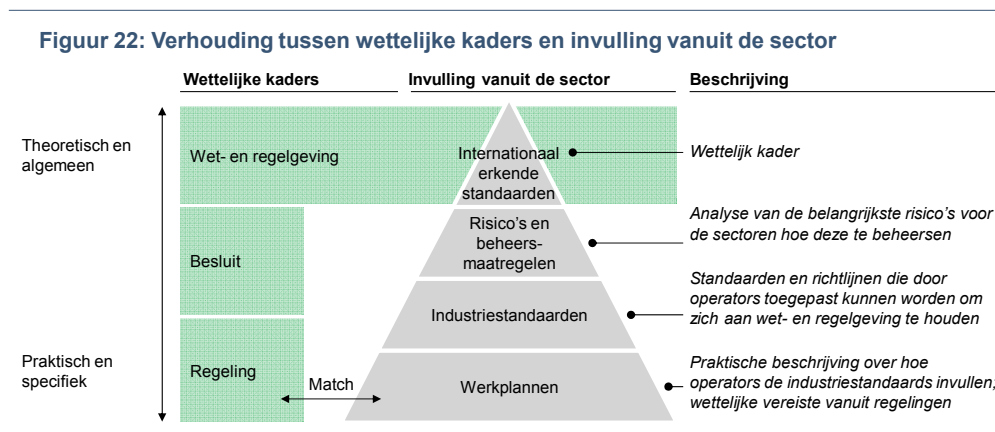 Figuur 22: Verhouding tussen wettelijke kaders en invulling vanuit de sector
Wettelijke kaders
Invulling vanuit de sector
Beschrijving
Theoretisch en
algemeen
Wet- en regelgeving
Internationaal
erkende
standaarden
Wettelijk kader
Besluit
Risico's en
beheers-
maatregelen
Analyse van de belangrijkste risico's voor
de sectoren hoe deze te beheersen
Industriestandaarden
Standaarden en richtlijnen die door
operators toegepast kunnen worden om
zich aan wet- en regelgeving te houden
Praktisch en
specifiek
Regeling
Match
Werkplannen
Praktische beschrijving over hoe
operators de industriestandaards invullen;
wettelijke vereiste vanuit regelingen